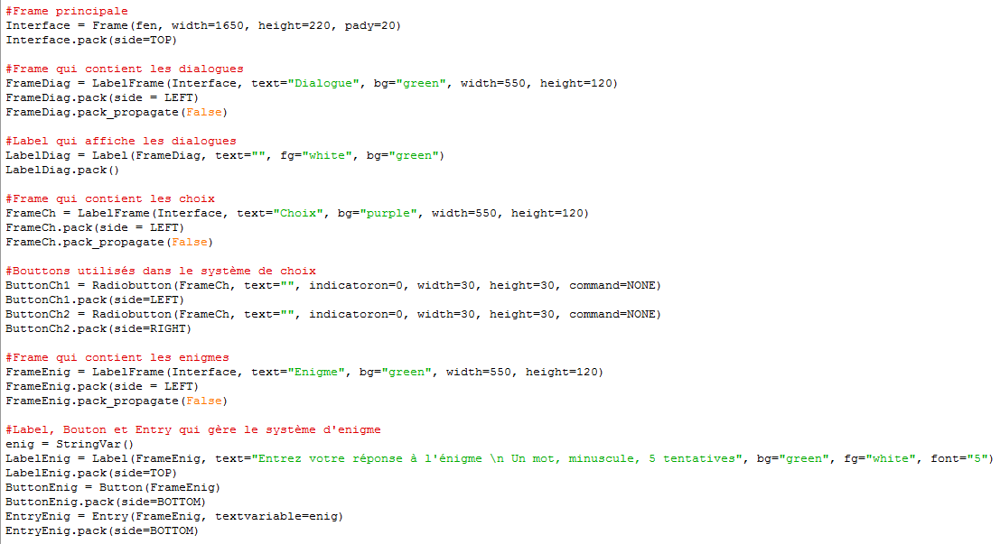 #Frame principale
Interface = Frame(fen, width=1650, height=220, pady=20)
Interface.pack(side=TOP)
#Frame qui contient les dialogues
FrameDiag = LabelFrame(Interface, text="Dialogue", bg="green", width=550, height=120)
FrameDiag.pack(side = LEFT)
FrameDiag.pack_propagate(False)
#Label qui affiche les dialogues
LabelDiag = Label(FrameDiag, text="", fg="white", bg="green")
LabelDiag.pack()
#Frame qui contient les choix
FrameCh = LabelFrame(Interface, text="Choix", bg="purple", width=550, height=120)
FrameCh.pack(side = LEFT)
FrameCh.pack_propagate(False)
#Bouttons utilisés dans le système de choix
ButtonCh1 = Radiobutton(FrameCh, text="", indicatoron=0, width=30, height=30, command=NONE)
ButtonCh1.pack(side=LEFT)
ButtonCh2 = Radiobutton(FrameCh, text="", indicatoron=0, width=30, height=30, command=NONE)
ButtonCh2.pack(side=RIGHT)
#Frame qui contient les enigmes
FrameEnig = LabelFrame(Interface, text="Enigme", bg="green", width=550, height=120)
FrameEnig.pack(side = LEFT)
FrameEnig.pack_propagate(False)
#Label, Bouton et Entry qui gère le système d'enigme
enig = StringVar()
LabelEnig = Label(FrameEnig, text="Entrez votre réponse à l'énigme \n Un mot, minuscule, 5 tentatives", bg="green", fg="white", font="5")
LabelEnig.pack(side=TOP)
ButtonEnig = Button(FrameEnig)
ButtonEnig.pack(side=BOTTOM)
EntryEnig = Entry(FrameEnig, textvariable=enig)
EntryEnig.pack(side=BOTTOM)